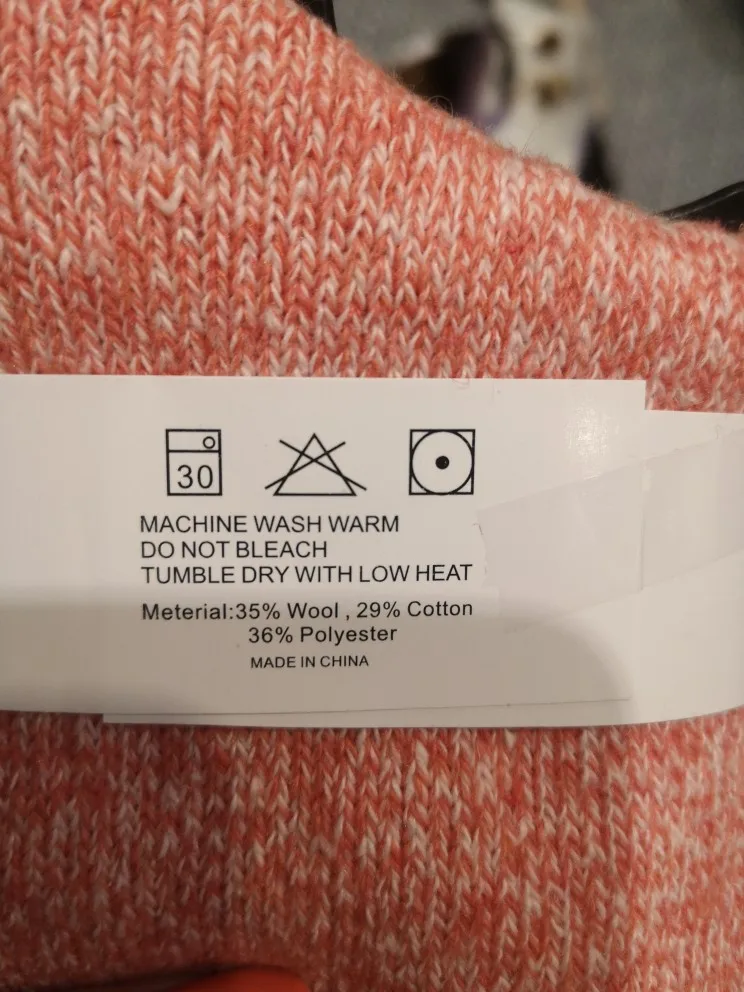 30
MACHINE WASH WARM
DO NOT BLEACH
TUMBLE DRY WITH LOW HEAT
Meterial:35% Wool , 29% Cotton
36% Polyester
MADE IN CHINA